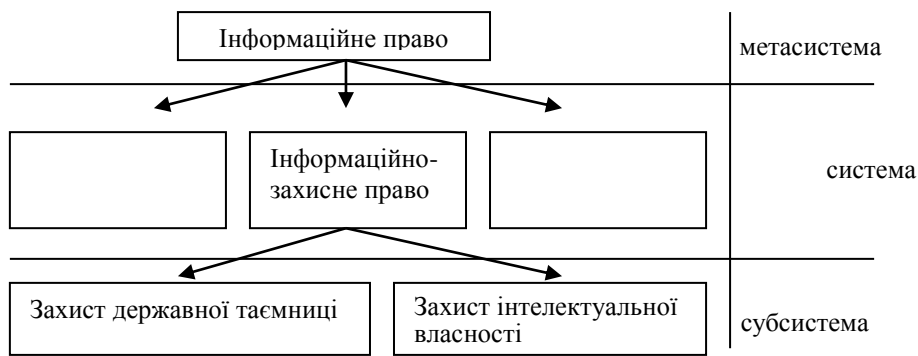 Інформаційне право
метасистема
Інформаційно-
захисне право
система
Захист державної таємниці
Захист інтелектуальної
власності
субсистема